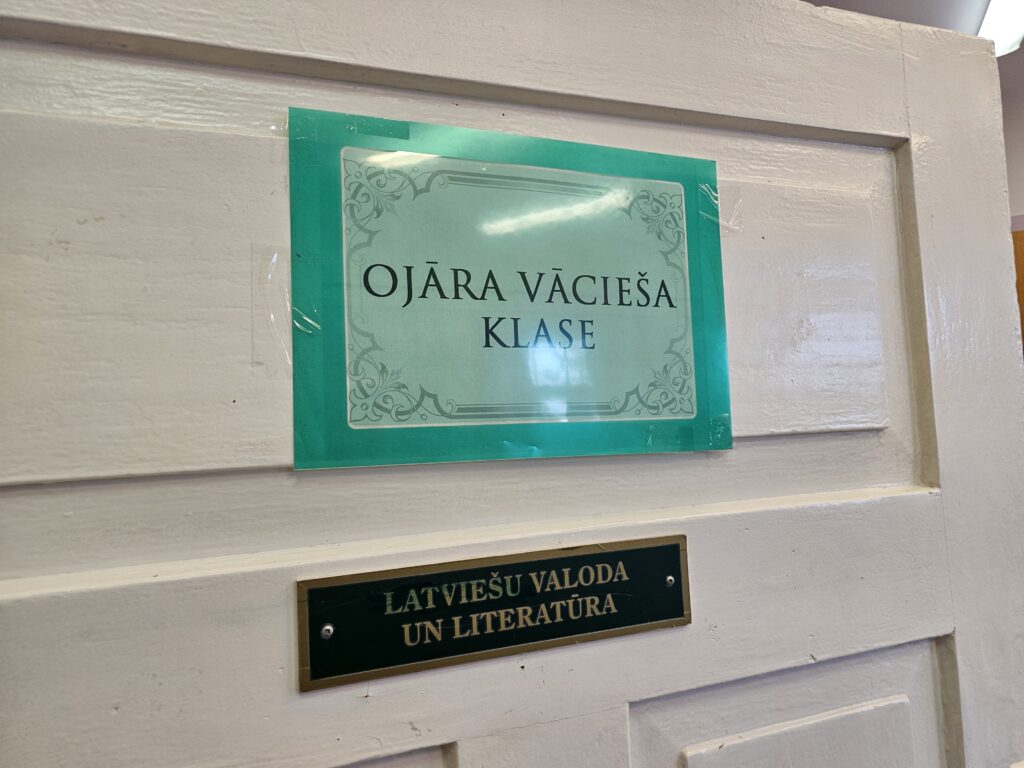 OJĀRA VĀCIEŠA
KLASE
LATVIEŠU VALODA
UN LITERATŪRA